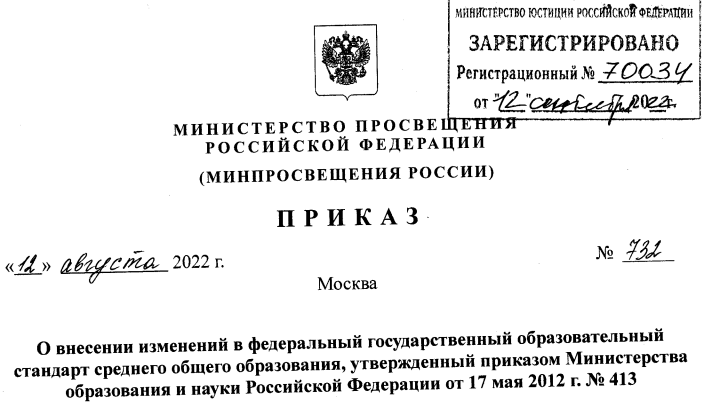 МИНИСТЕРСТВО ЮСТИЦИИ РОССИЙСКОЙ ФЕДЕРАЦИИ
ЗАРЕГИСТРИРОВАНО
Регистрационный № 70034
от "12" сентября 2022
МИНИСТЕРСТВО ПРОСВЕЩЕНИЯ
РОССИЙСКОЙ ФЕДЕРАЦИИ
(МИНПРОСВЕЩЕНИЯ РОССИИ)
ПРИКАЗ
«12» августа 2022 г.
№ 732
Москва
О внесении изменений в федеральный государственный образовательный
стандарт среднего общего образования, утвержденный приказом Министерства
образования и науки Российской Федерации от 17 мая 2012 г. № 413